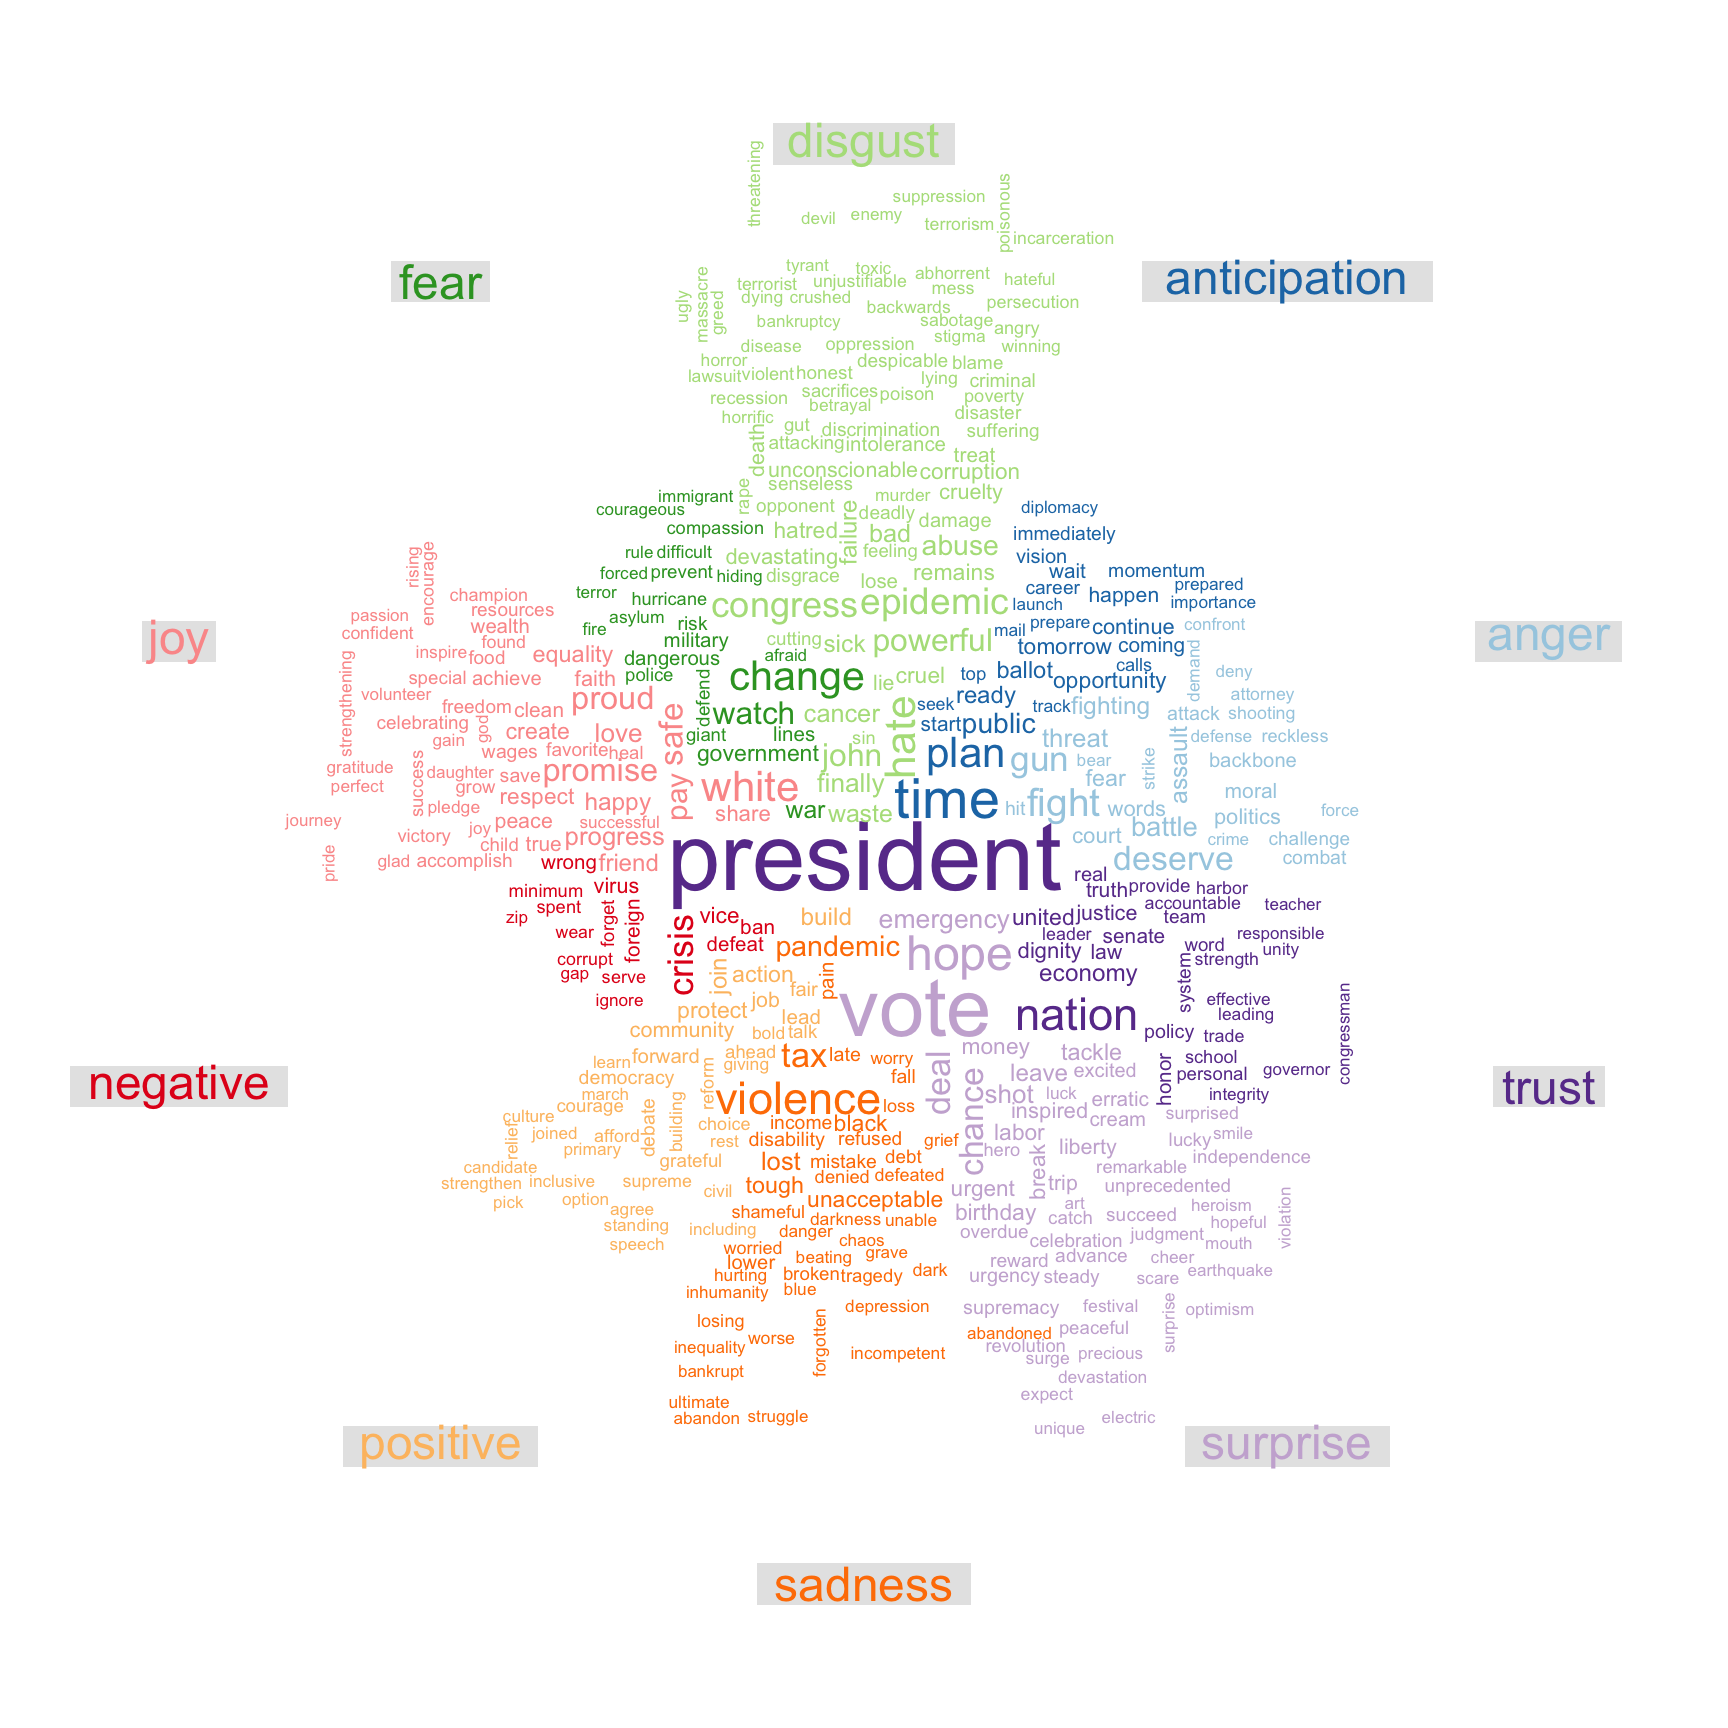 disgust
threatening
suppression
poisonous
devil
enemy
terrorism
incarceration
fear
anticipation
tyrant
toxic
abhorrent
hateful
ugly
massacre
greed
terrorist
unjustifiable
mess
dying
crushed
backwards
persecution
bankruptcy
sabotage
angry
stigma
winning
disease
oppression
horror
despicable
blame
lawsuit
violent
honest
lying
criminal
recession
sacrifices
poison
poverty
betrayal
disaster
horrific
gut
discrimination
suffering
death
attacking
intolerance
treat
unconscionable
corruption
senseless
rape
murder
cruelty
immigrant
courageous
opponent
failure
deadly
damage
diplomacy
compassion
hatred
bad
immediately
rule
difficult
devastating
feeling
abuse
vision
forced
prevent
hiding
disgrace
lose
remains
wait
momentum
rising
encourage
career
happen
prepared
champion
terror
hurricane
congress
epidemic
launch
importance
passion
resources
asylum
risk
confident
wealth
fire
military
cutting
sick
powerful
mail
prepare
continue
confront
joy
anger
found
inspire
food
equality
dangerous
afraid
tomorrow
coming
calls
special
achieve
faith
police
change
lie
cruel
top
ballot
opportunity
demand
deny
strengthening
volunteer
freedom
clean
proud
defend
seek
ready
track
fighting
attorney
celebrating
god
create
love
safe
watch
cancer
hate
start
public
attack
shooting
gain
wages
favorite
heal
giant
lines
sin
threat
defense
reckless
government
john
plan
gun
bear
strike
assault
backbone
gratitude
success
daughter
save
promise
fear
perfect
grow
respect
happy
pay
white
finally
time
hit
fight
words
moral
pledge
share
war
waste
politics
force
journey
joy
peace
successful
battle
victory
child
true
progress
president
court
crime
challenge
pride
glad
accomplish
wrong
friend
deserve
combat
real
minimum
virus
truth
provide
harbor
zip
spent
forget
foreign
vice
ban
build
emergency
united
justice
accountable
team
teacher
wear
crisis
defeat
pandemic
hope
leader
senate
responsible
dignity
law
word
unity
corrupt
strength
gap
serve
join
action
pain
economy
system
ignore
protect
job
fair
effective
congressman
lead
vote
nation
leading
community
bold
talk
policy
trade
learn
forward
ahead
tax
late
worry
money
tackle
school
negative
trust
democracy
reform
giving
fall
deal
leave
excited
honor
personal
governor
march
violence
chance
shot
luck
erratic
integrity
culture
courage
loss
inspired
cream
surprised
relief
joined
afford
debate
building
choice
income
black
labor
lucky
smile
primary
rest
disability
refused
grief
hero
break
liberty
independence
candidate
grateful
lost
mistake
debt
remarkable
strengthen
inclusive
supreme
civil
tough
denied
defeated
urgent
trip
unprecedented
pick
option
unacceptable
art
heroism
violation
agree
shameful
darkness
unable
birthday
catch
succeed
hopeful
standing
including
danger
overdue
judgment
speech
worried
chaos
celebration
mouth
lower
beating
grave
reward
advance
cheer
hurting
broken
tragedy
dark
urgency
steady
scare
earthquake
inhumanity
blue
losing
depression
supremacy
festival
surprise
optimism
inequality
worse
forgotten
abandoned
peaceful
incompetent
revolution
surge
precious
bankrupt
devastation
ultimate
expect
abandon
struggle
unique
electric
positive
surprise
sadness